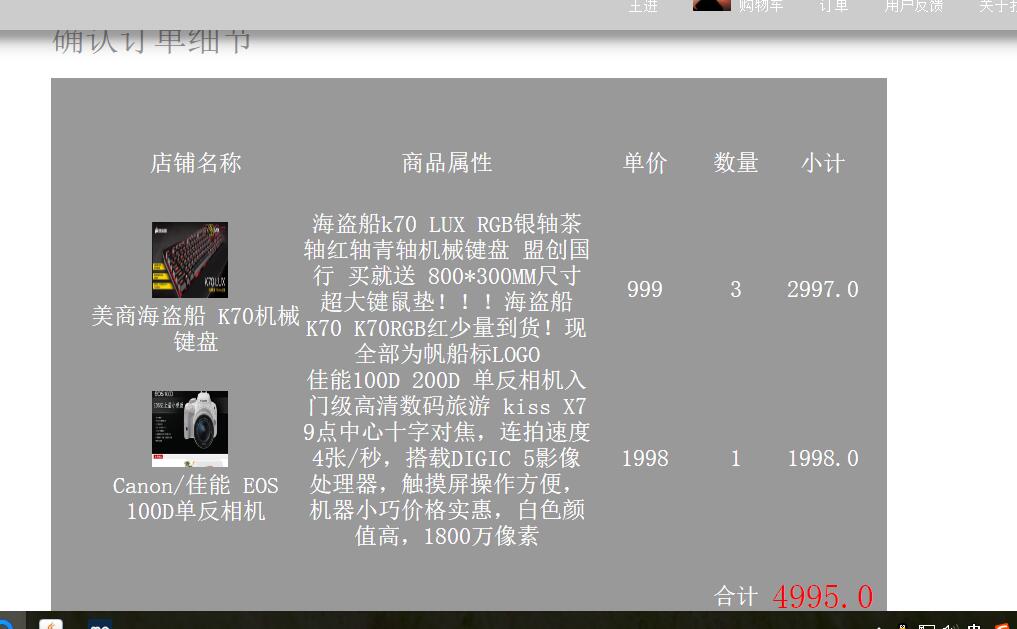 购物车 订单 用户反馈
确认订单细节
店铺名称 商品属性 单价 数量 小计
海盗船k70 LUX RGB银轴茶
轴红轴青轴机械键盘 盟创国
行 买就送 800*300MM尺寸
超大键鼠垫!!!海盗船
K70 K70RGB红少量到货!现
全部为帆船标LOGO
K70 LUX
美商海盗船 K70机械
键盘
999 3 2997.0
佳能100D 200D 单反相机入
门级高清数码旅游 kiss X7
9点中心十字对焦，连拍速度
4张/秒，搭载DIGIC 5影像
处理器，触摸屏操作方便，
机器小巧价格实惠，白色颜
值高，1800万像素
Canon/佳能 EOS
100D单反相机
1998 1 1998.0
合计 4995.0